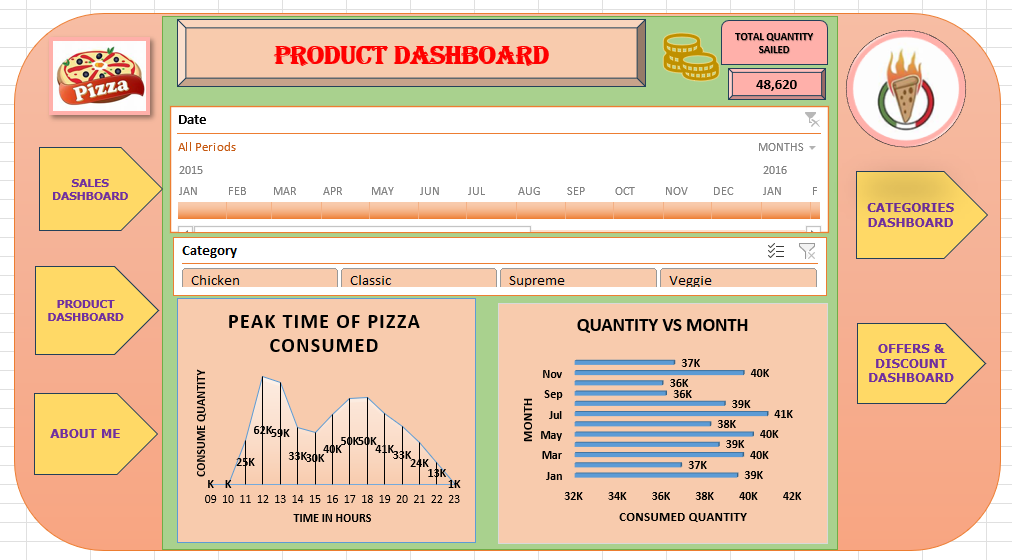 Pizza
PRODUCT DASHBOARD
TOTAL QUANTITY
SAILED
48,620
Date
All Periods
MONTHS
2015
2016
JAN FEB MAR APR MAY JUN JUL AUG SEP OCT NOV DEC JAN F
SALES
DASHBOARD
CATEGORIES
DASHBOARD
Category
Chicken
Classic
Supreme
Veggie
PRODUCT
DASHBOARD
ABOUT ME
OFFERS &
DISCOUNT
DASHBOARD
PEAK TIME OF PIZZA
CONSUMED
CONSUME QUANTITY
K K 25K 62K 59K 33K 30K 40K 50K 50K 41K 33K 24K 13K 1K
09 10 11 12 13 14 15 16 17 18 19 20 21 22 23
TIME IN HOURS
QUANTITY VS MONTH
MONTH
37K
Nov 40K
36K
Sep 36K
39K
Jul 41K
38K
May 40K
39K
Mar 40K
37K
Jan 39K
32K 34K 36K 38K 40K 42K
CONSUMED QUANTITY